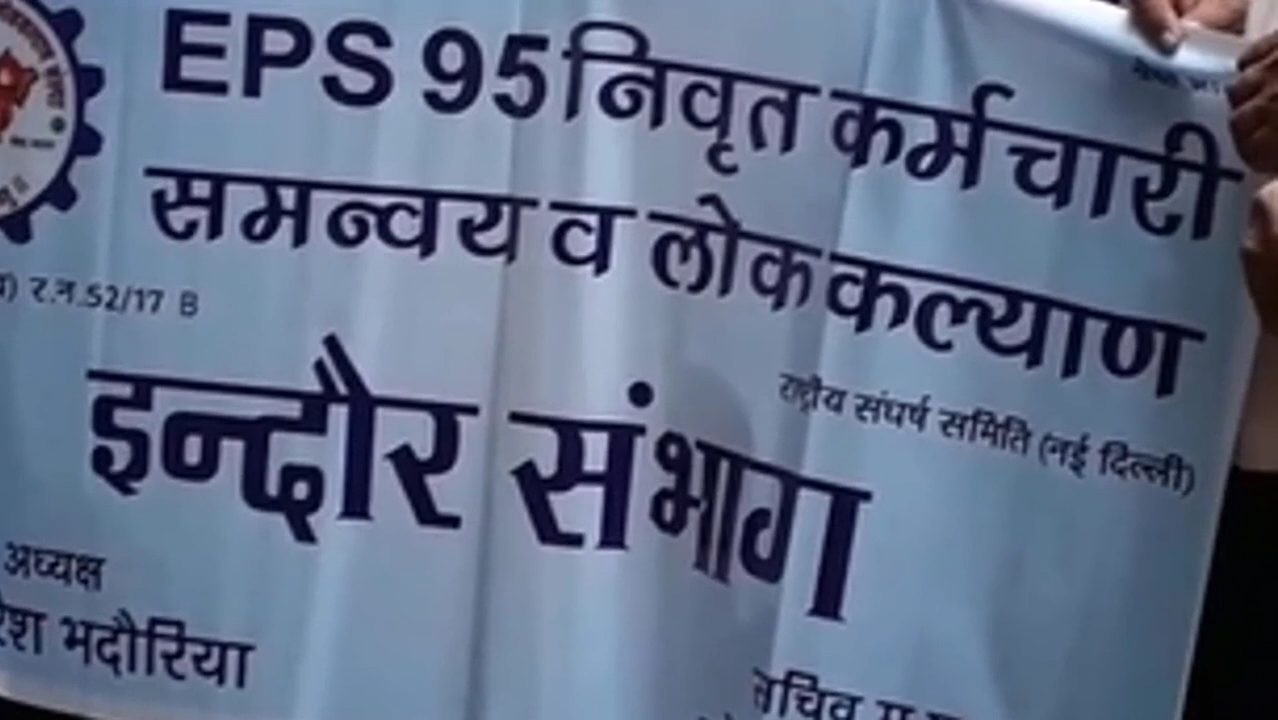 EPS 95 निवृत कर्मचारी
समन्वय व लोक कल्याण
र.न.52/17 B
राष्ट्रीय संघर्ष समिति (नई दिल्ली)
इन्दौर संभाग
अध्यक्ष
भदौरिया
सचिव